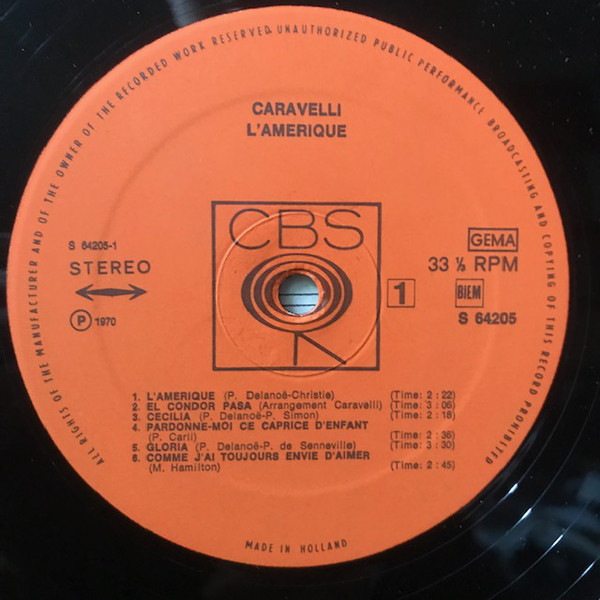 ALL RIGHTS OF THE MANUFACTURER AND OF THE OWNER OF THE RECORDED WORK RESERVED. UNAUTHORIZED PUBLIC PERFORMANCE BROADCASTING AND COPYING OF THIS RECORD PROHIBITED
CARAVELLI
L'AMERIQUE
CBS
S 64205-1
STEREO
Ⓟ 1970
GEMA
33 ⅓ RPM
1
BIEM
S 64205
1. L'AMERIQUE (P. Delanoë-Christie) (Time: 2 : 22)
2. EL CONDOR PASA (Arrangement Caravelli) (Time: 3 : 06)
3. CECILIA (P. Delanoë-P. Simon) (Time: 2 : 18)
4. PARDONNE-MOI CE CAPRICE D'ENFANT
(P. Carli) (Time: 2 : 36)
5. GLORIA (P. Delanoë-P. de Senneville) (Time: 3 : 30)
6. COMME J'AI TOUJOURS ENVIE D'AIMER
(M. Hamilton) (Time: 2 : 45)
MADE IN HOLLAND